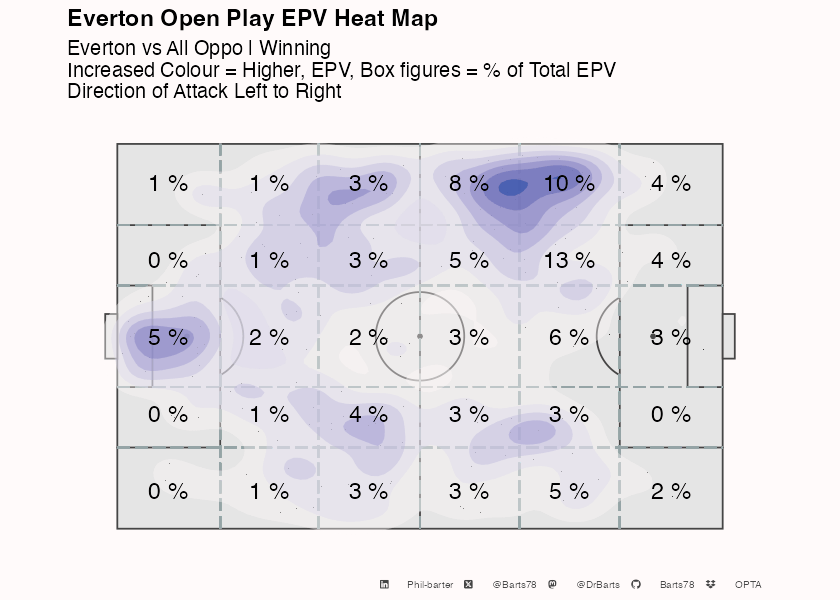 Everton Open Play EPV Heat Map
Everton vs All Oppo | Winning
Increased Colour = Higher, EPV, Box figures = % of Total EPV
Direction of Attack Left to Right
1 % 1 % 3 % 8 % 10 % 4 %
0 % 1 % 3 % 5 % 13 % 4 %
5 % 2 % 2 % 3 % 6 % 3 %
0 % 1 % 4 % 3 % 3 % 0 %
0 % 1 % 3 % 3 % 5 % 2 %
Phil-barter @Barts78 @DrBarts Barts78 OPTA